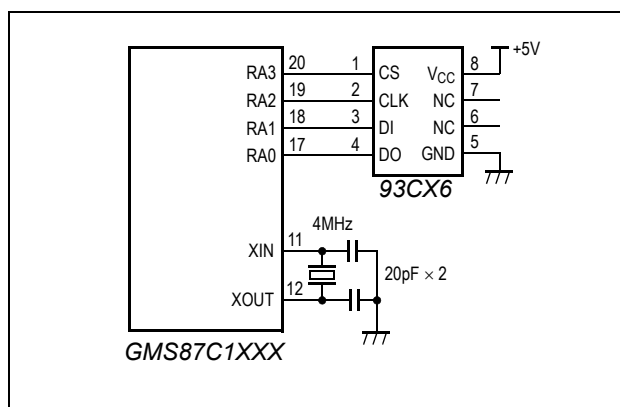 +5V
RA3 20 1 CS VCC 8
RA2 19 2 CLK NC 7
RA1 18 3 DI NC 6
RA0 17 4 DO GND 5
93CX6
4MHz
XIN 11
20pF × 2
XOUT 12
GMS87C1XXX